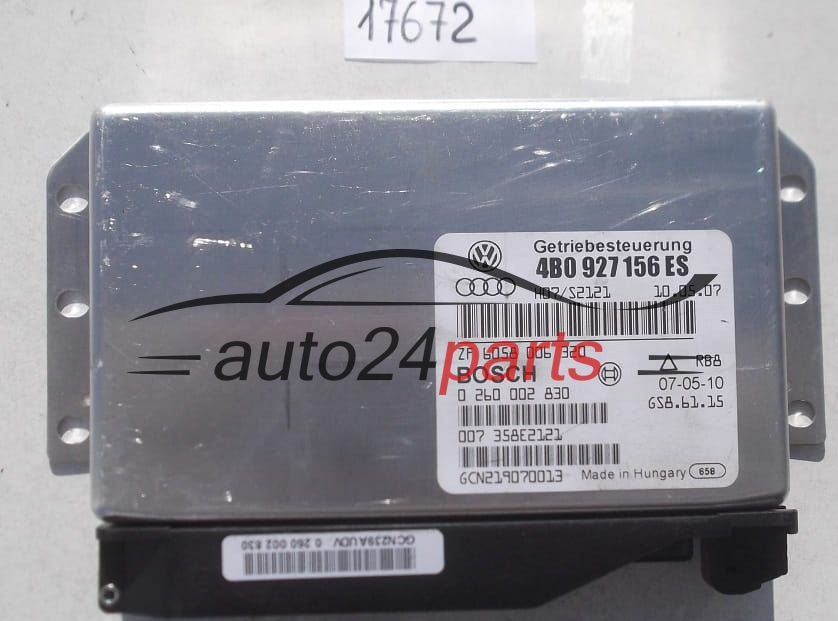 17672
Getriebesteuerung
4B0 927 156 ES
H07/S2121 10.05.07
ZF 6058 006 320
auto24parts
BOSCH
RB8
0 260 002 830
07-05-10
GS8.61.15
007 358E2121
GCN219070013 Made in Hungary 658
GCN239AUDV 0 260 002 830